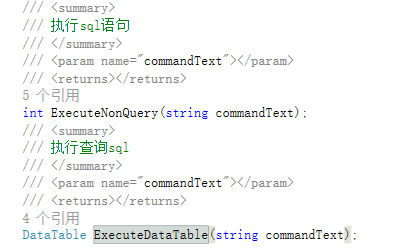 /// <summary>
/// 执行sql语句
/// </summary>
/// <param name="commandText"></param>
/// <returns></returns>
5 个引用
int ExecuteNonQuery(string commandText);
/// <summary>
/// 执行查询sql
/// </summary>
/// <param name="commandText"></param>
/// <returns></returns>
4 个引用
DataTable ExecuteDataTable(string commandText);